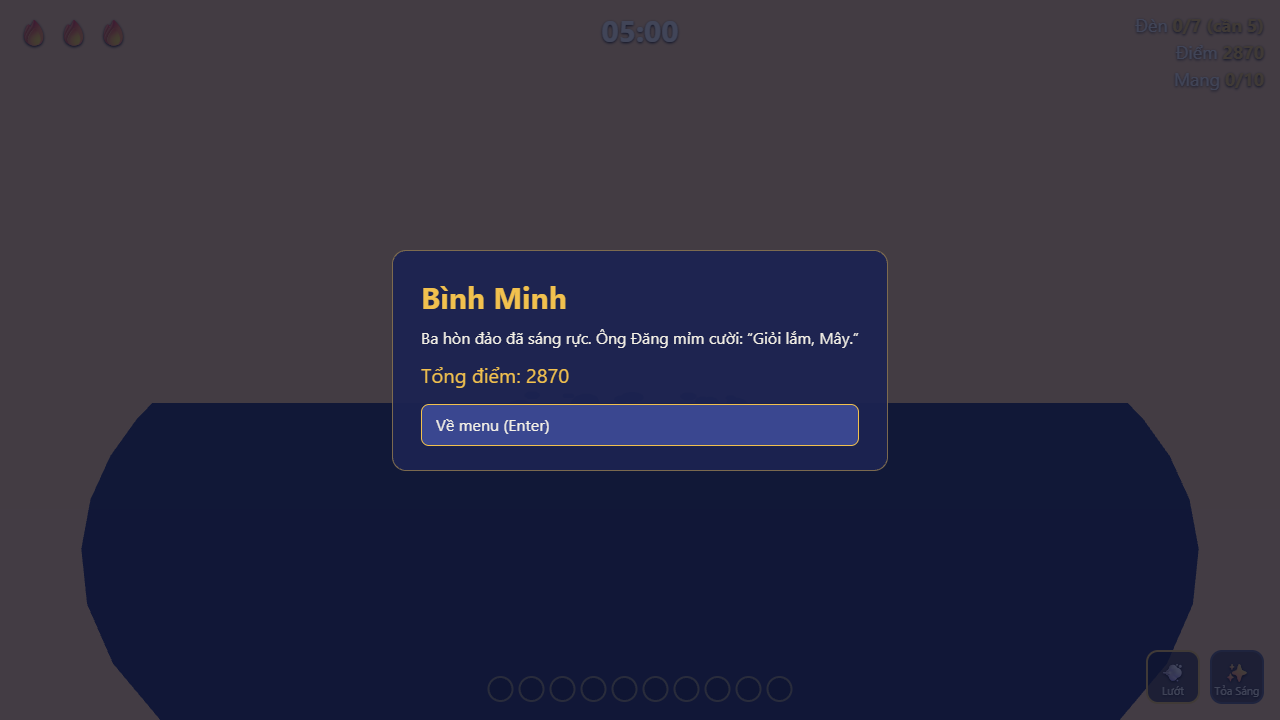 05:00
Đèn 0/7 (cần 5)
Điểm 2870
Mang 0/10
Bình Minh
Ba hòn đảo đã sáng rực. Ông Đăng mỉm cười: “Giỏi lắm, Mây.”
Tổng điểm: 2870
Về menu (Enter)
Lướt
Tỏa Sáng